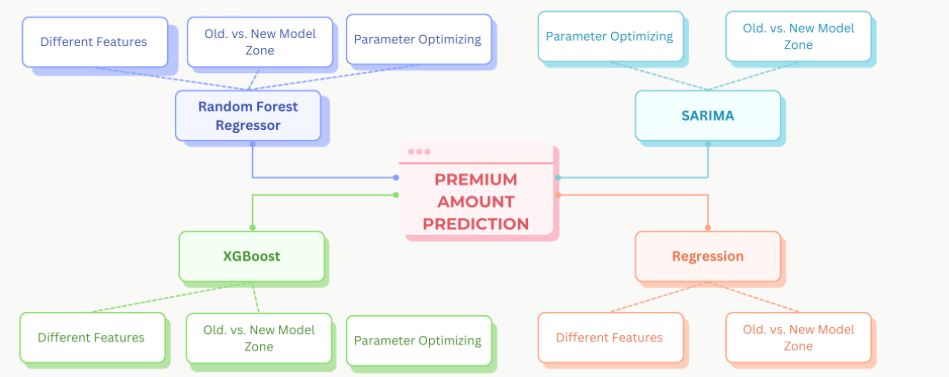 Different Features
Old. vs. New Model
Zone
Parameter Optimizing
Random Forest
Regressor
Parameter Optimizing
Old. vs. New Model
Zone
SARIMA
PREMIUM
AMOUNT
PREDICTION
XGBoost
Different Features
Old. vs. New Model
Zone
Parameter Optimizing
Regression
Different Features
Old. vs. New Model
Zone